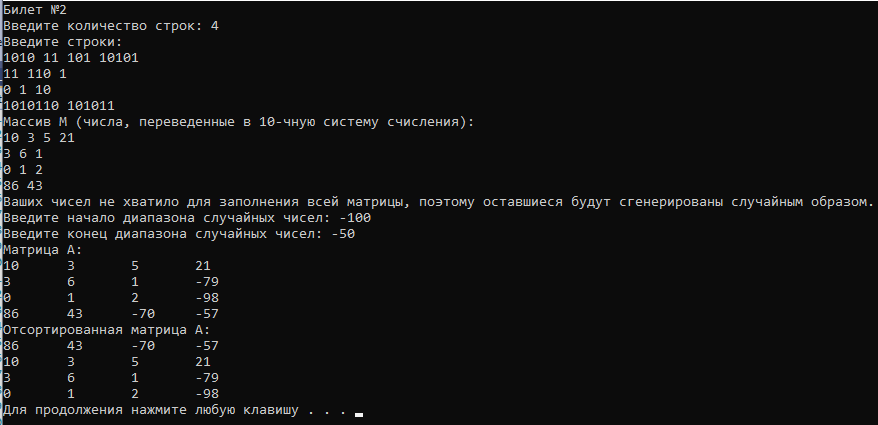 Билет №2
Введите количество строк: 4
Введите строки:
1010 11 101 10101
11 110 1
0 1 10
1010110 101011
Массив M (числа, переведенные в 10-чную систему счисления):
10 3 5 21
3 6 1
0 1 2
86 43
Ваших чисел не хватило для заполнения всей матрицы, поэтому оставшиеся будут сгенерированы случайным образом.
Введите начало диапазона случайных чисел: -100
Введите конец диапазона случайных чисел: -50
Матрица A:
10 3 5 21
3 6 1 -79
0 1 2 -98
86 43 -70 -57
Отсортированная матрица A:
86 43 -70 -57
10 3 5 21
3 6 1 -79
0 1 2 -98
Для продолжения нажмите любую клавишу . . .